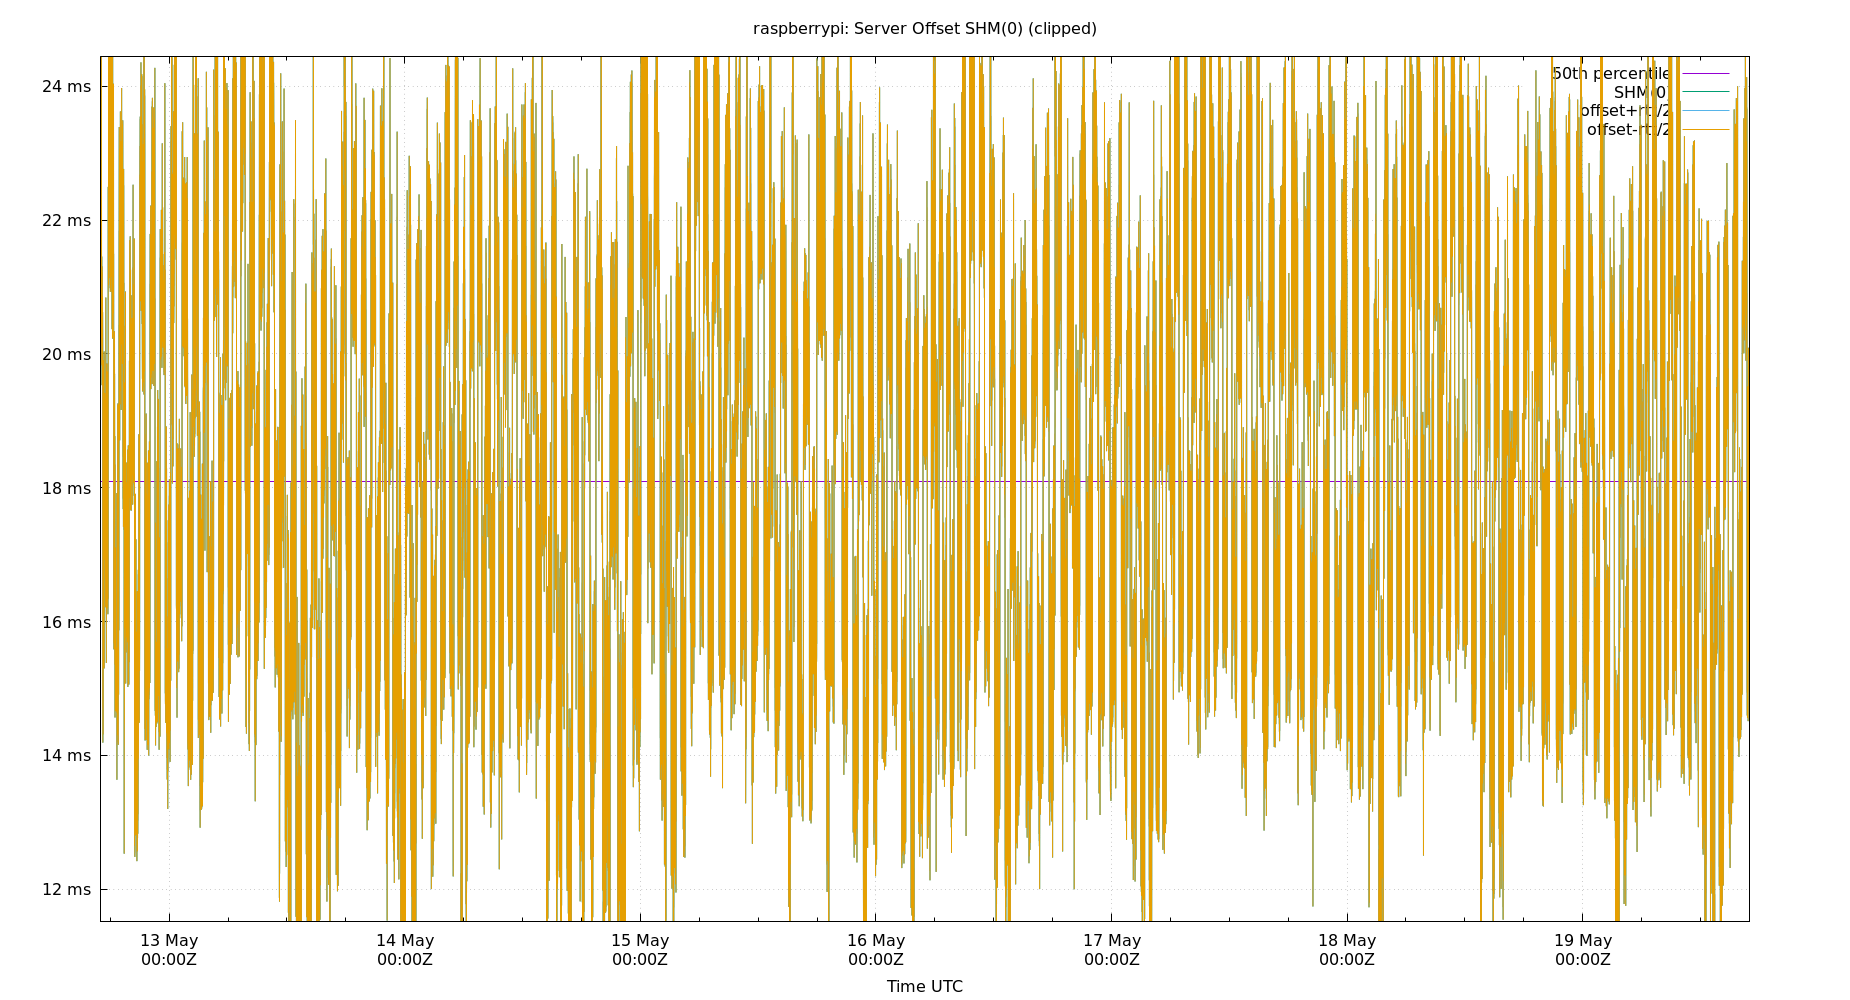 raspberrypi: Server Offset SHM(0) (clipped)
50th percentile
SHM(0)
offset+rtt/2
offset-rtt/2
24 ms
22 ms
20 ms
18 ms
16 ms
14 ms
12 ms
13 May
00:00Z
14 May
00:00Z
15 May
00:00Z
16 May
00:00Z
17 May
00:00Z
18 May
00:00Z
19 May
00:00Z
Time UTC